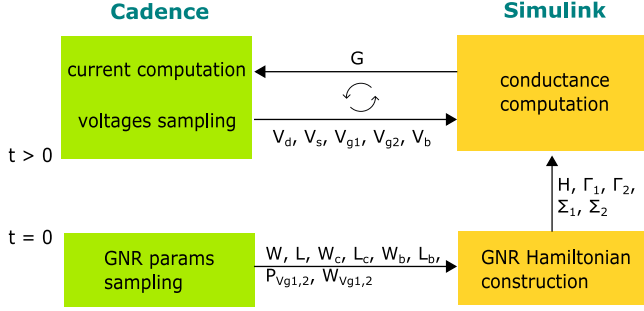 Cadence
Simulink
current computation
voltages sampling
G
V_d, V_s, V_g1, V_g2, V_b
conductance
computation
t > 0
H, Γ_1, Γ_2,
Σ_1, Σ_2
t = 0
GNR params
sampling
W, L, W_c, L_c, W_b, L_b,
P_Vg1,2, W_Vg1,2
GNR Hamiltonian
construction